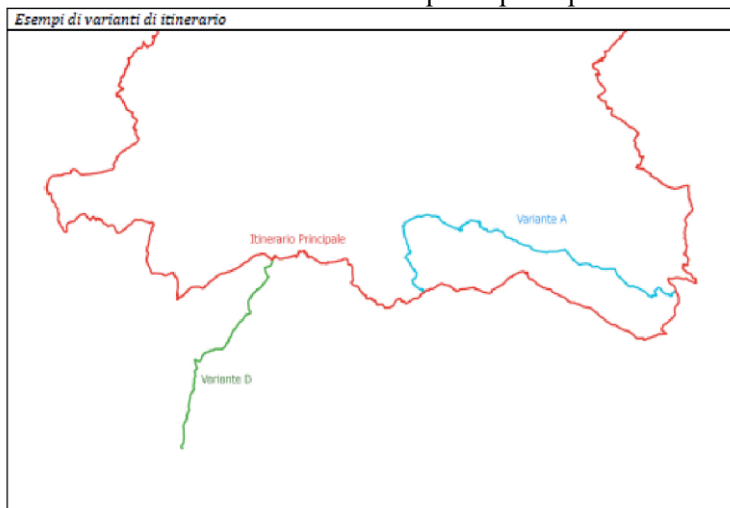 Esempi di varianti di itinerario
Variante A
Itinerario Principale
Variante D